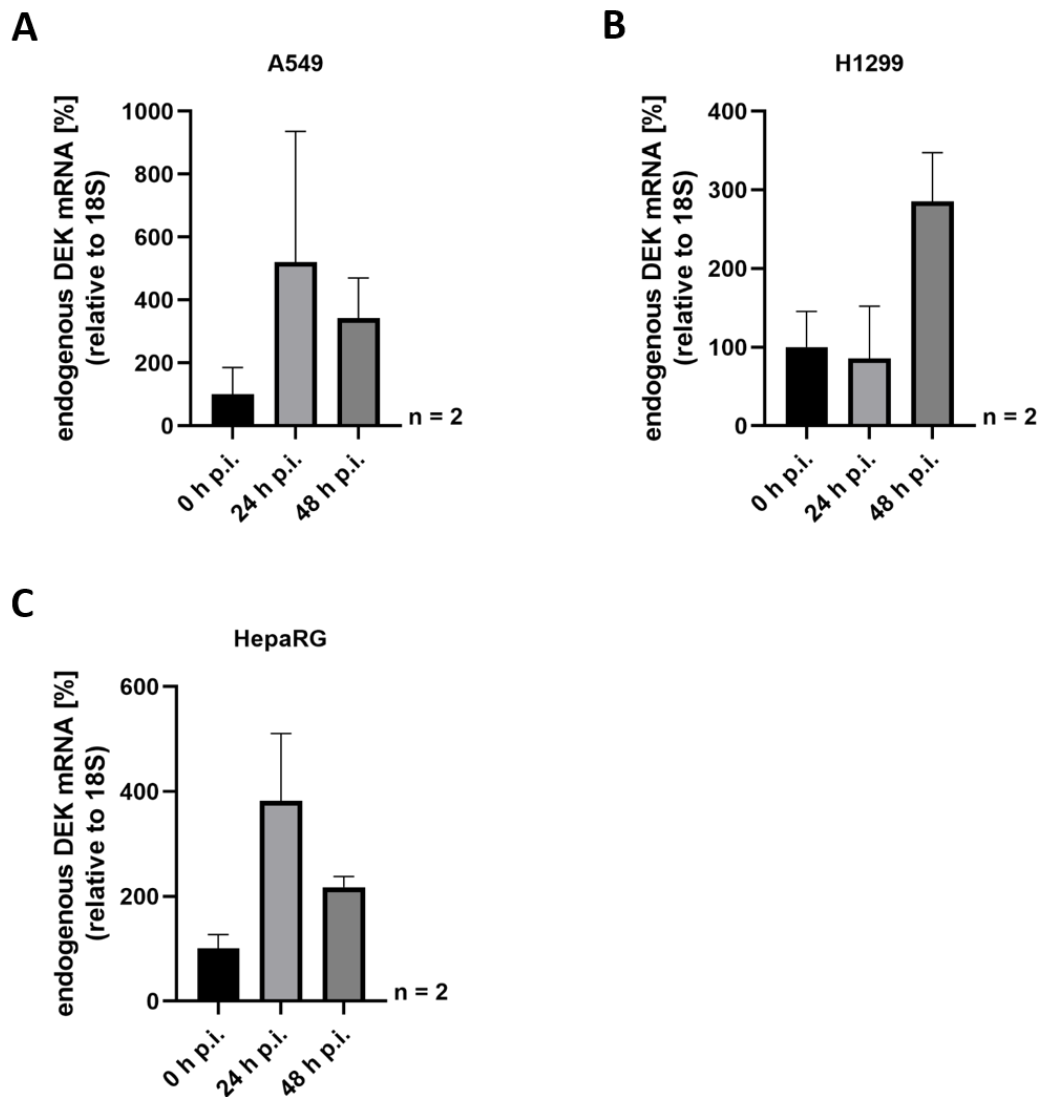 A
A549
endogenous DEK mRNA [%]
(relative to 18S)
1000
800
600
400
200
0
n = 2
0 h p.i.
24 h p.i.
48 h p.i.
B
H1299
endogenous DEK mRNA [%]
(relative to 18S)
400
300
200
100
0
n = 2
0 h p.i.
24 h p.i.
48 h p.i.
C
HepaRG
endogenous DEK mRNA [%]
(relative to 18S)
600
400
200
0
n = 2
0 h p.i.
24 h p.i.
48 h p.i.